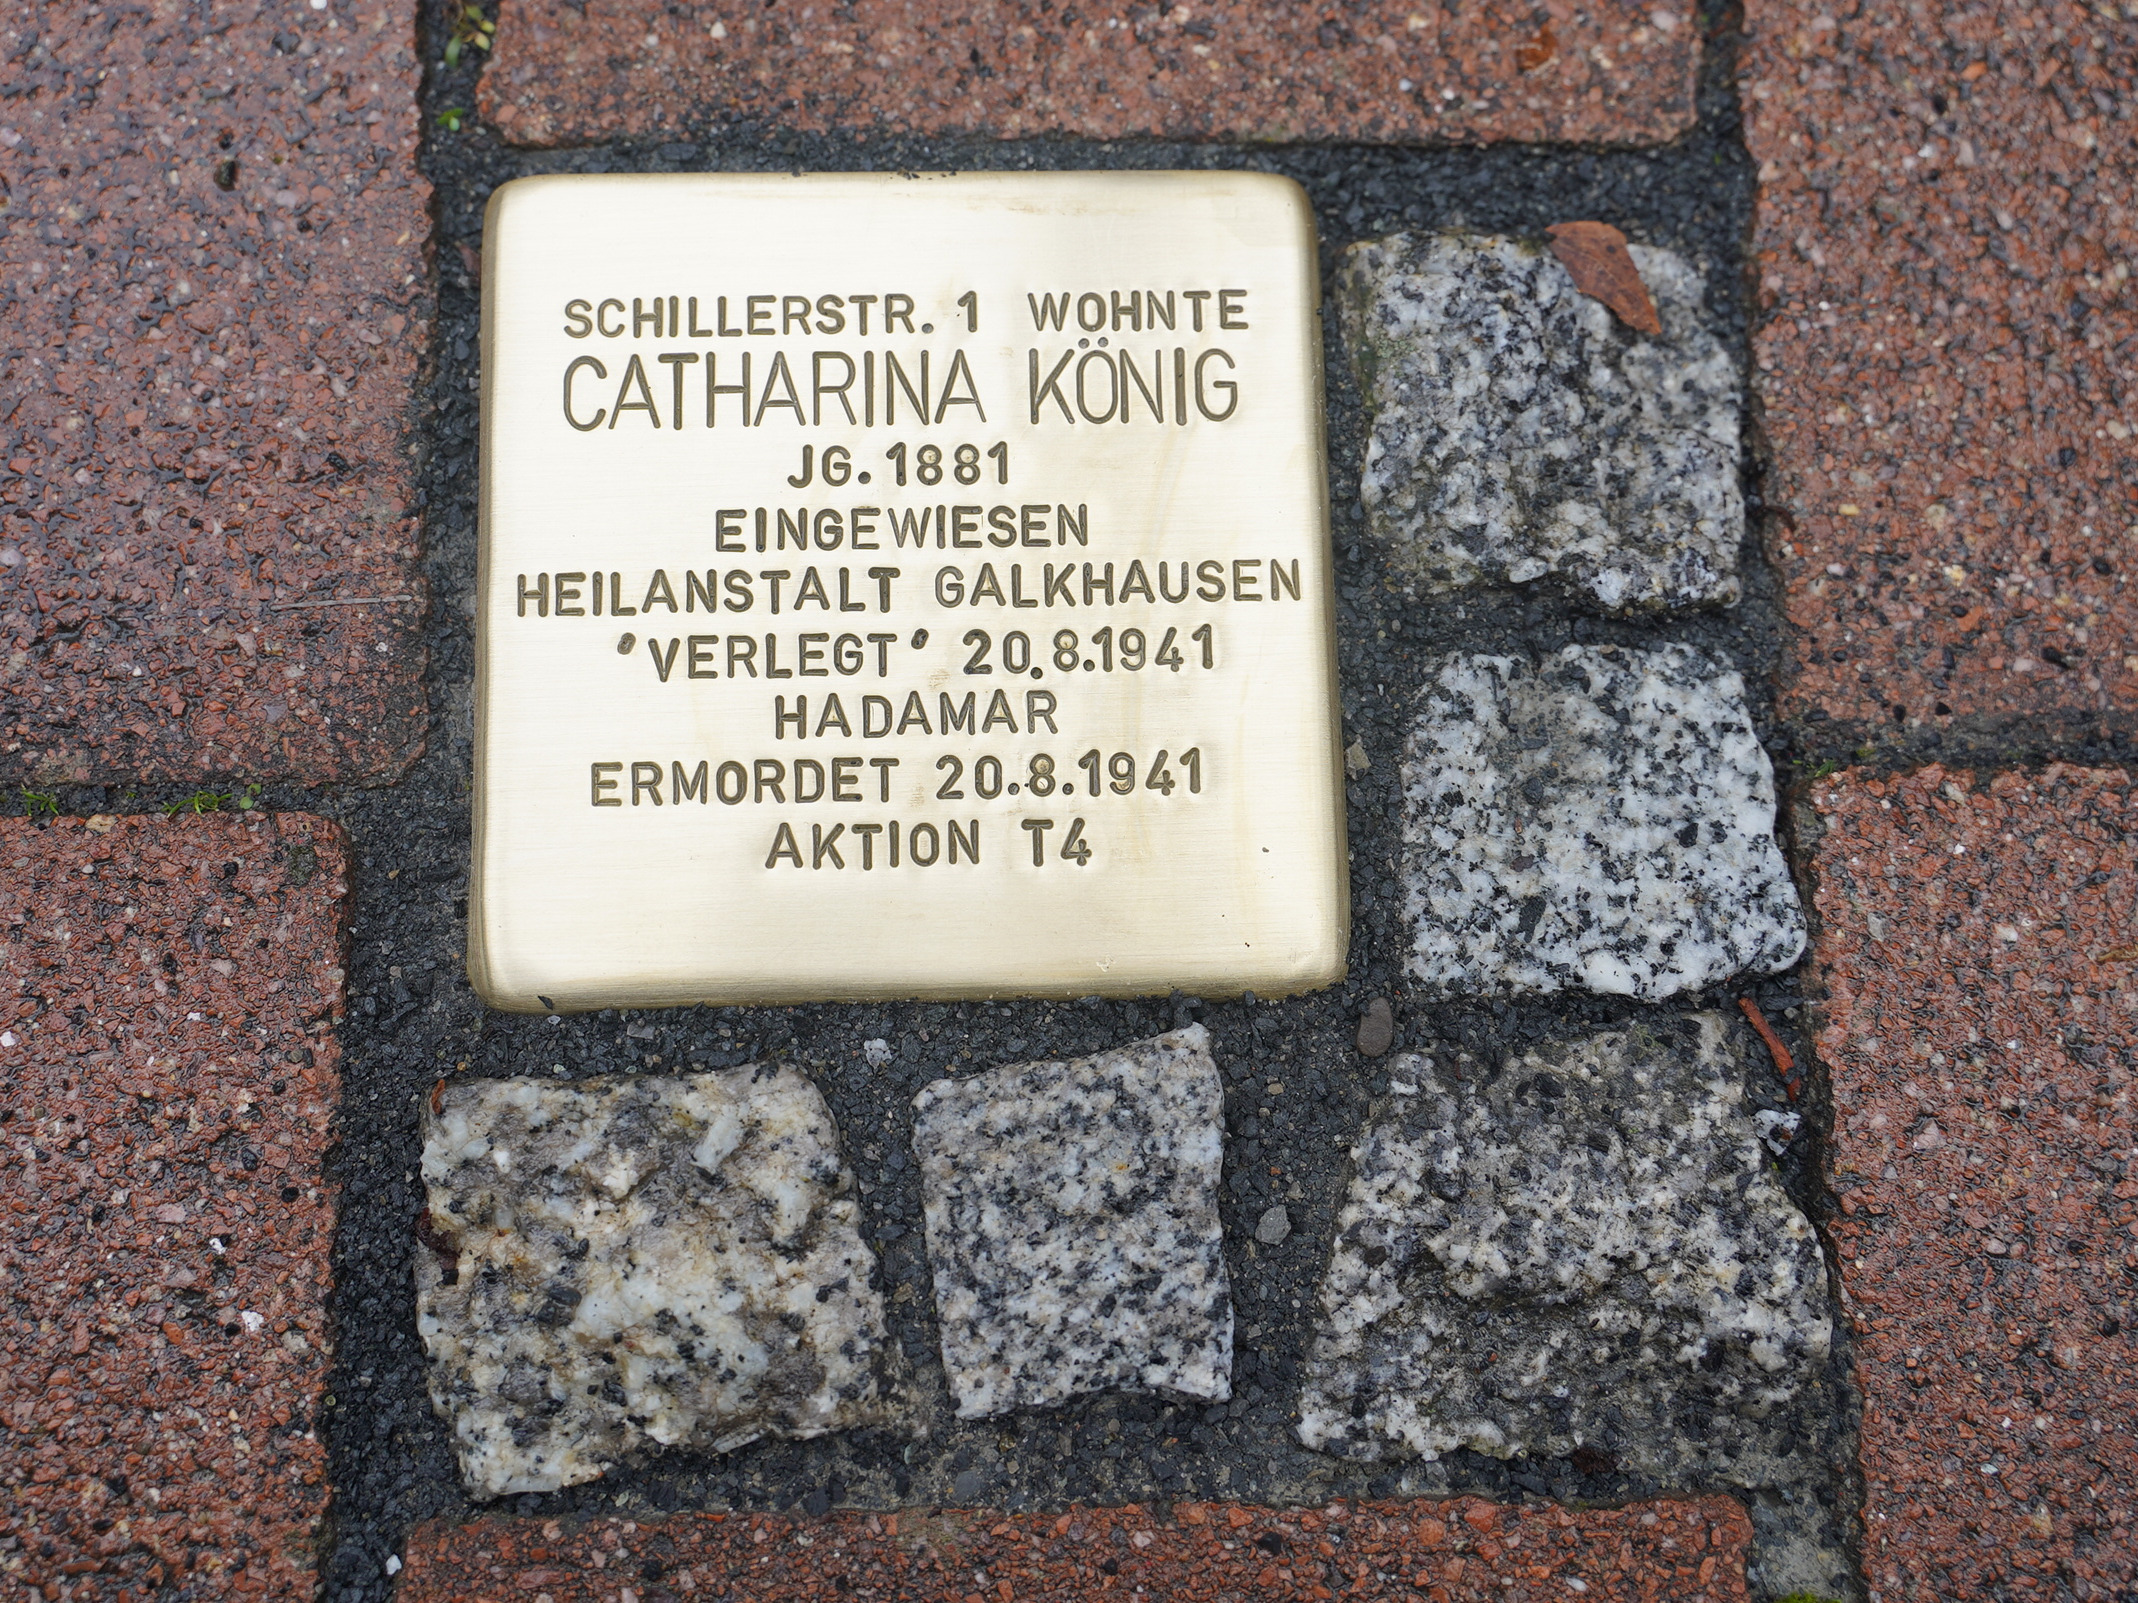 SCHILLERSTR. 1 WOHNTE
CATHARINA KÖNIG
JG. 1881
EINGEWIESEN
HEILANSTALT GALKHAUSEN
'VERLEGT' 20.8.1941
HADAMAR
ERMORDET 20.8.1941
AKTION T4